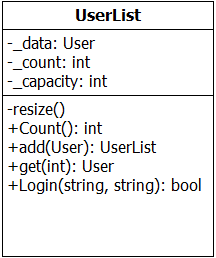 UserList
-_data: User
-_count: int
-_capacity: int
-resize()
+Count(): int
+add(User): UserList
+get(int): User
+Login(string, string): bool